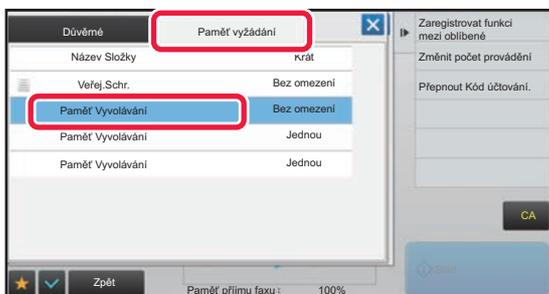 Důvěrné
Paměť vyžádání
Název Složky
Krát
Veřej.Schr.
Bez omezení
Paměť Vyvolávání
Bez omezení
Paměť Vyvolávání
Jednou
Paměť Vyvolávání
Jednou
Zpět
Paměť příjmu faxu:
100%
Zaregistrovat funkci
mezi oblíbené
Změnit počet provádění
Přepnout Kód účtování.
CA
Start